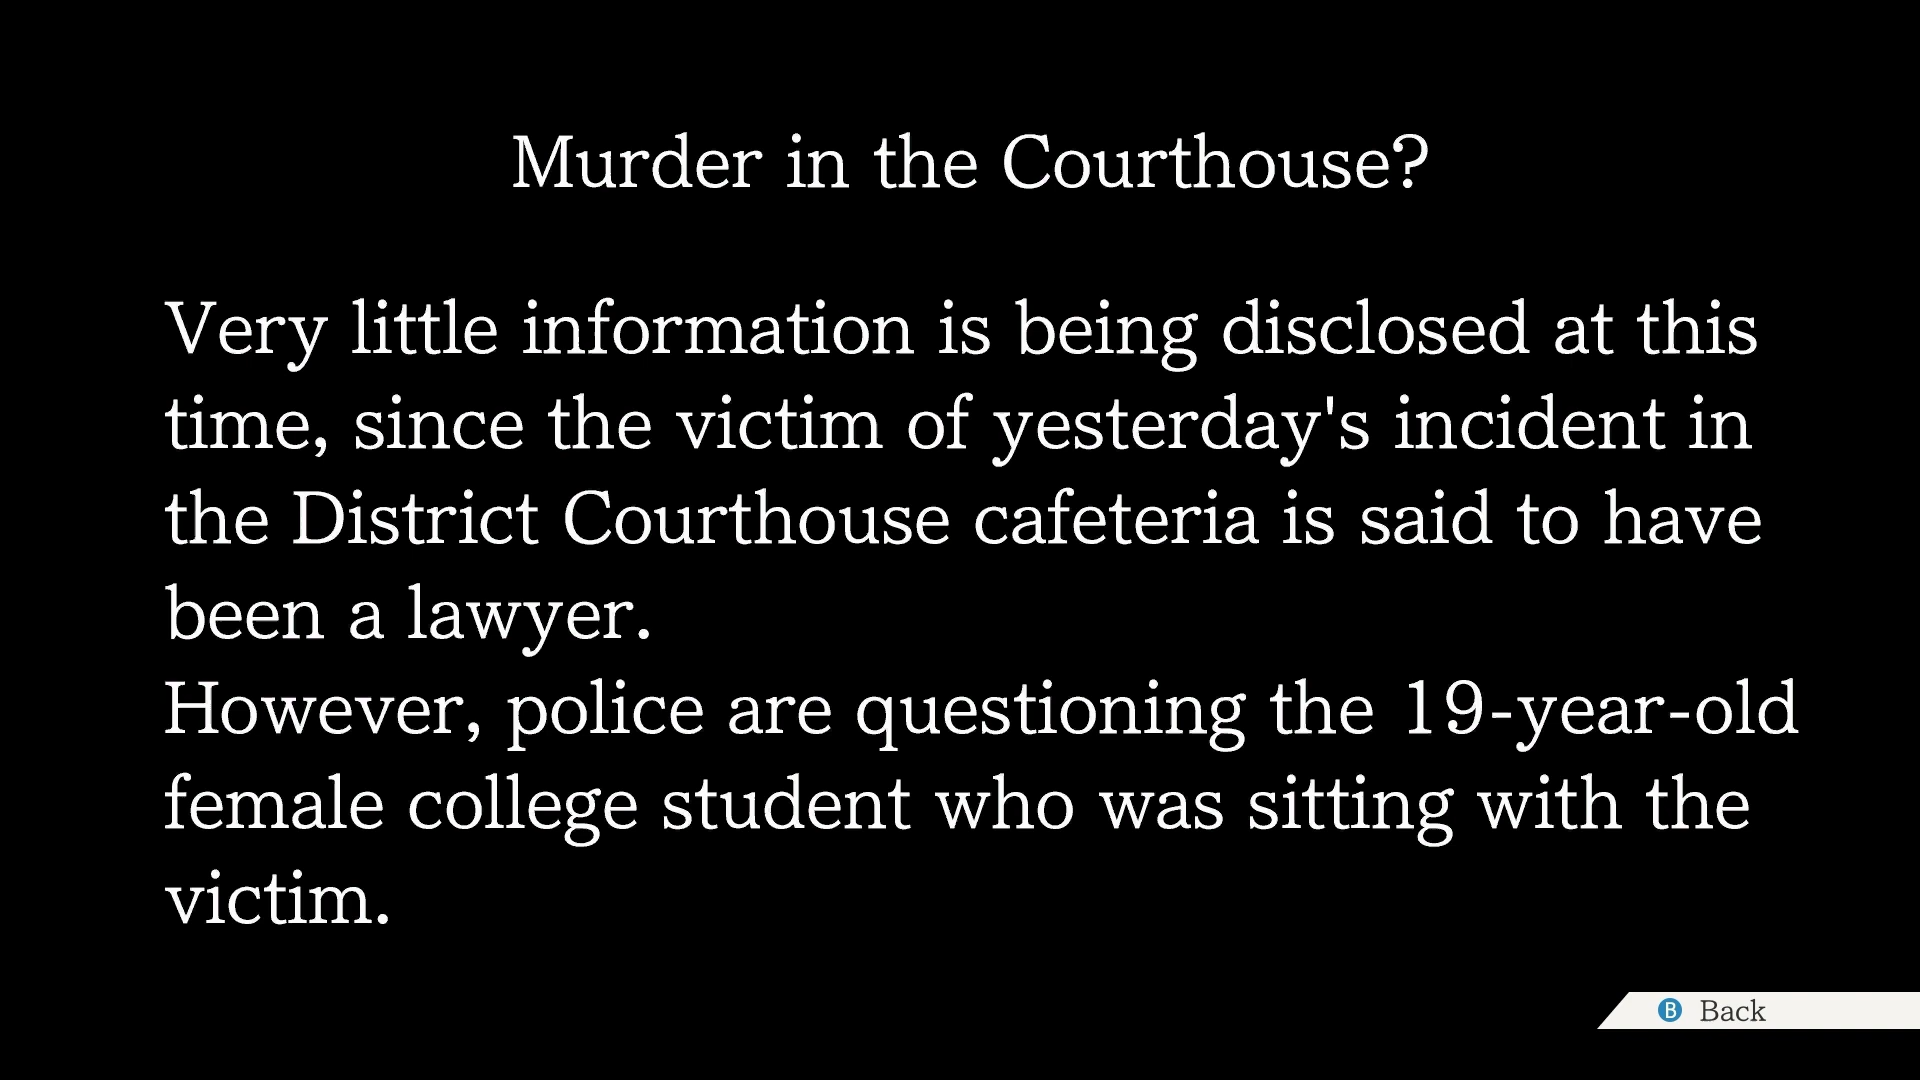 Murder in the Courthouse?
Very little information is being disclosed at this
time, since the victim of yesterday's incident in
the District Courthouse cafeteria is said to have
been a lawyer.
However, police are questioning the 19-year-old
female college student who was sitting with the
victim.
B Back